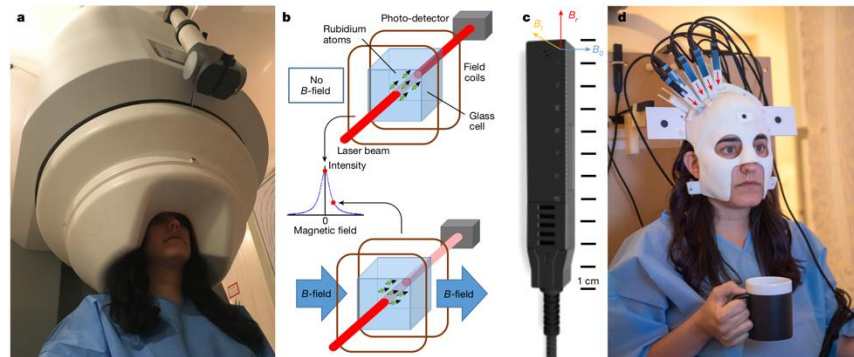 a
b
Photo-detector
Rubidium
atoms
No
B-field
Field
coils
Glass
cell
Laser beam
Intensity
0
Magnetic field
B-field
B-field
c
Bt
Br
B0
1 cm
d